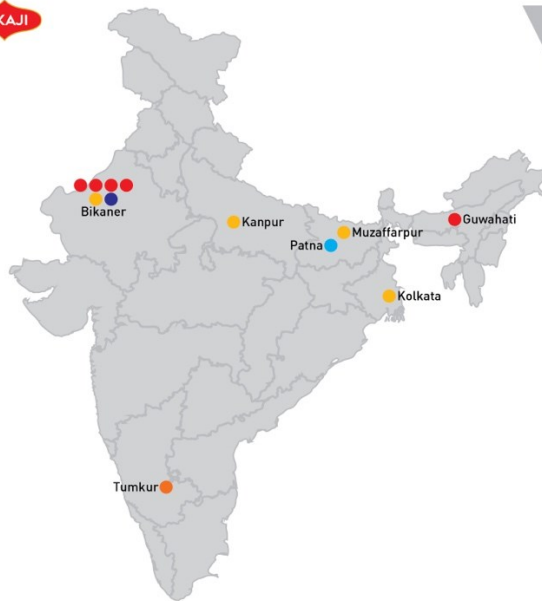 KAJI
Bikaner
Kanpur
Muzaffarpur
Patna
Guwahati
Kolkata
Tumkur